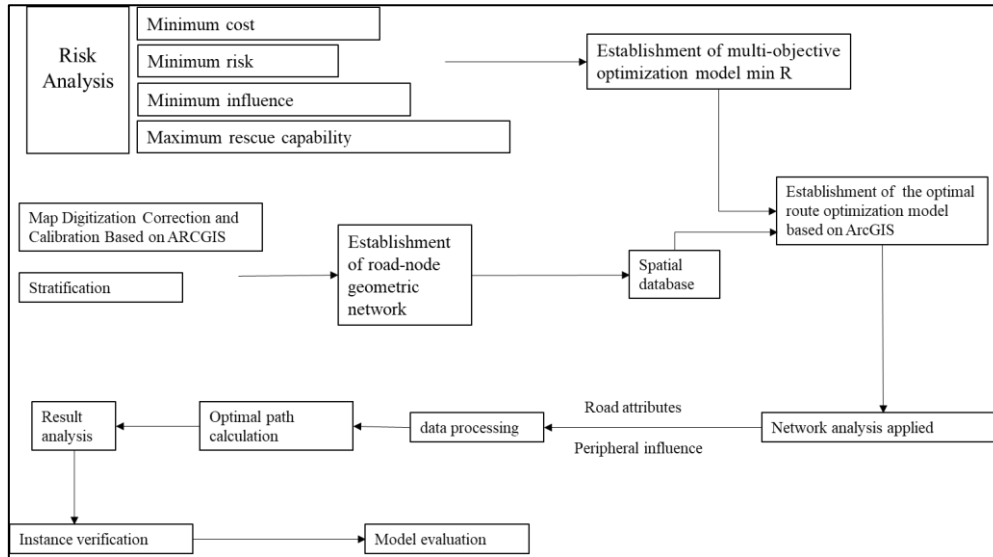 Risk
Analysis
Minimum cost
Minimum risk
Minimum influence
Maximum rescue capability
Establishment of multi-objective
optimization model min R
Map Digitization Correction and
Calibration Based on ARCGIS
Stratification
Establishment
of road-node
geometric
network
Spatial
database
Establishment of the optimal
route optimization model
based on ArcGIS
Network analysis applied
Road attributes
Peripheral influence
data processing
Optimal path
calculation
Result
analysis
Instance verification
Model evaluation